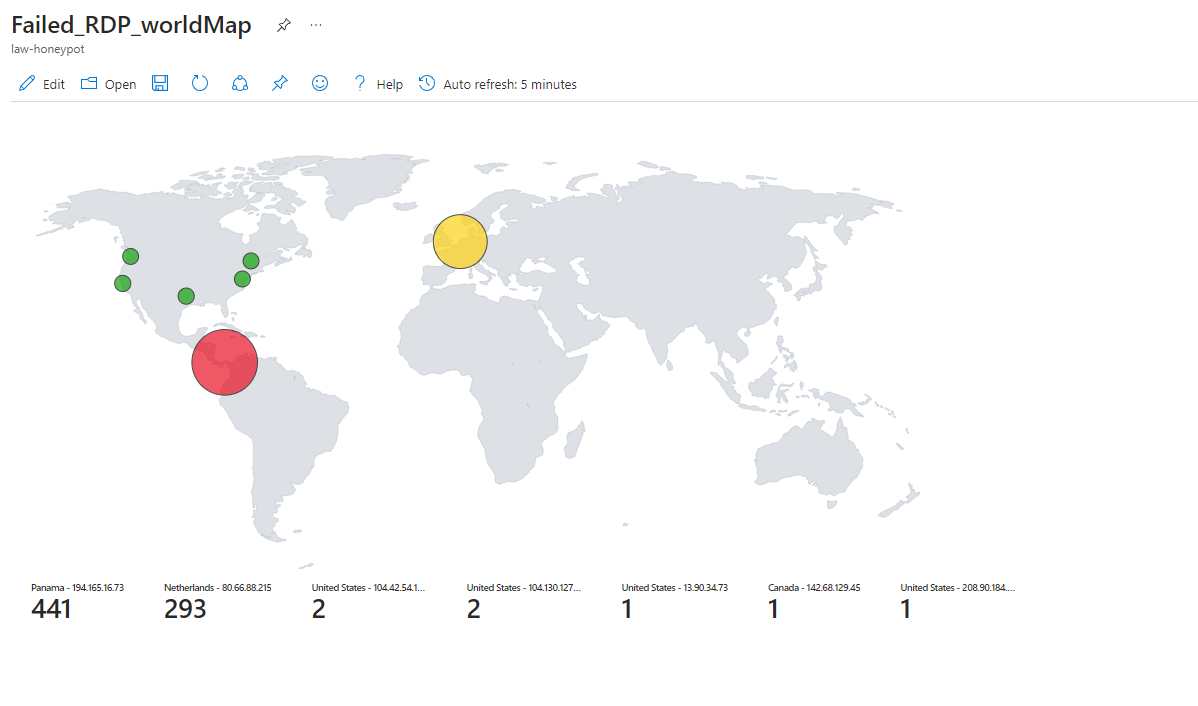 Failed_RDP_worldMap ...
law-honeypot
Edit Open ? Help Auto refresh: 5 minutes
Panama - 194.165.16.73 Netherlands - 80.66.88.215 United States - 104.42.54.1... United States - 104.130.127... United States - 13.90.34.73 Canada - 142.68.129.45 United States - 208.90.184....
441 293 2 2 1 1 1